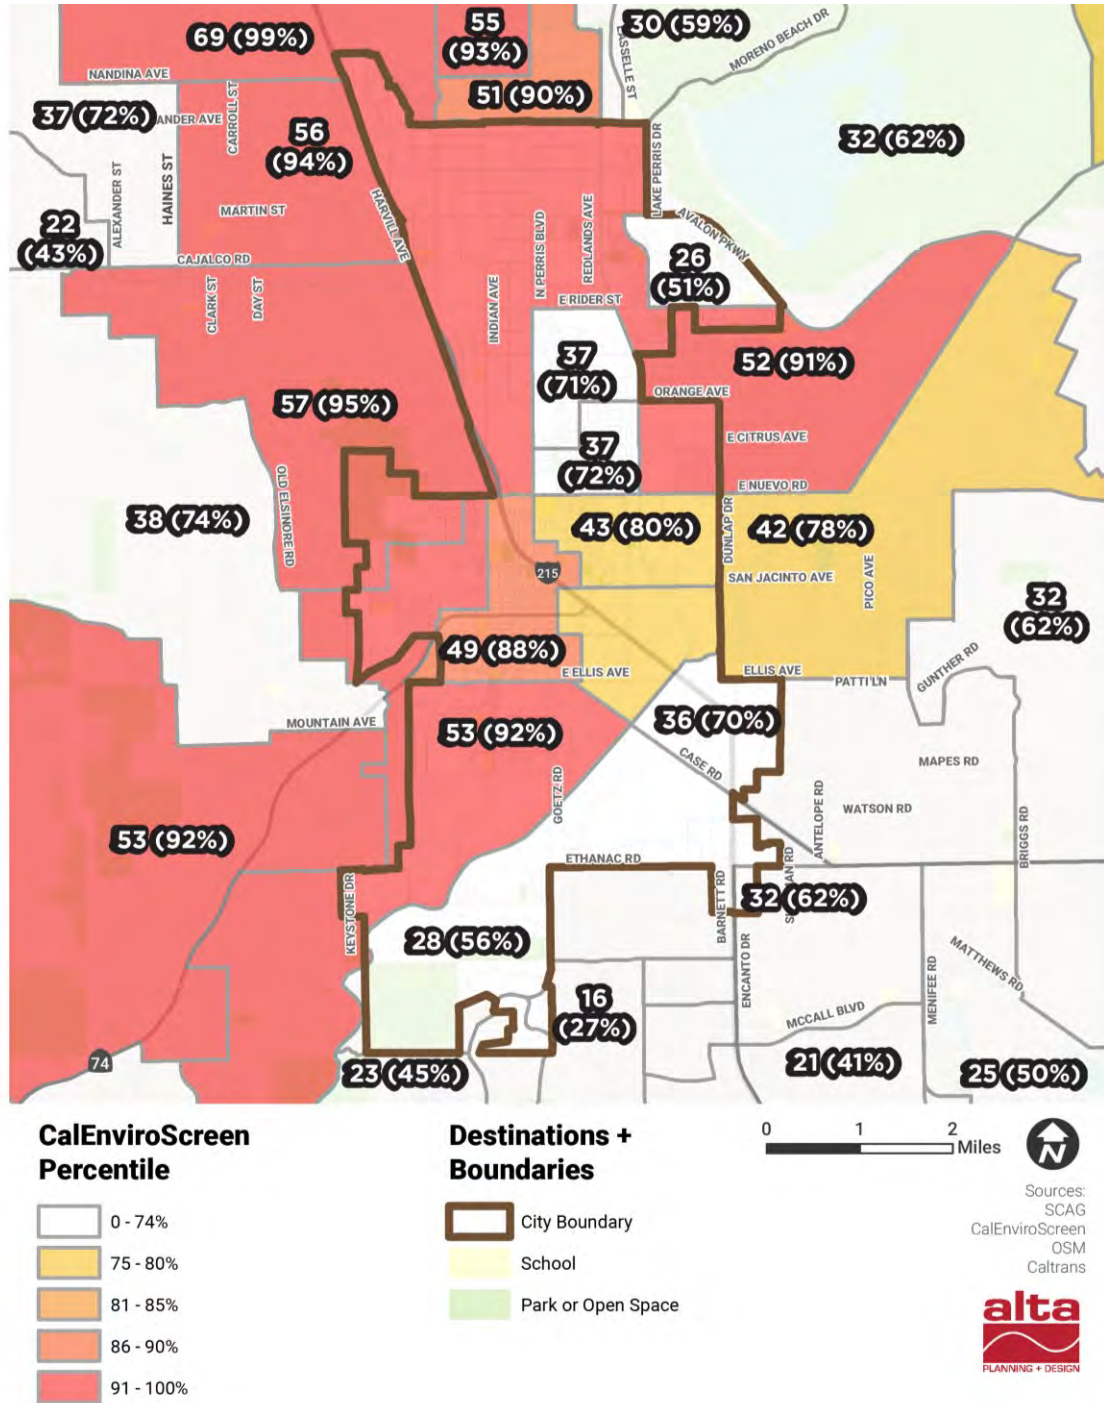 69 (99%)
55
(93%)
30 (59%)
MORENO BEACH DR
LASSELLE ST
NANDINA AVE
51 (90%)
37 (72%)
ANDER AVE
CARROLL ST
56
(94%)
32 (62%)
LAKE PERRIS DR
HAINES ST
ALEXANDER ST
MARTIN ST
HARVILL AVE
22
(43%)
CAJALCO RD
N PERRIS BLVD
REDLANDS AVE
AVALON PKWY
26
(51%)
CLARK ST
DAY ST
INDIAN AVE
E RIDER ST
37
(71%)
52 (91%)
ORANGE AVE
57 (95%)
E CITRUS AVE
37
(72%)
E NUEVO RD
OLD ELSINORE RD
38 (74%)
43 (80%)
DUNLAP DR
42 (78%)
215
SAN JACINTO AVE
PICO AVE
32
(62%)
49 (88%)
E ELLIS AVE
ELLIS AVE
PATTI LN
GUNTHER RD
MOUNTAIN AVE
53 (92%)
36 (70%)
CASE RD
MAPES RD
GOETZ RD
ANTELOPE RD
WATSON RD
BRIGGS RD
53 (92%)
ETHANAC RD
KEYSTONE DR
BARNETT RD
32 (62%)
28 (56%)
ENCANTO DR
MENIFEE RD
MATTHEWS RD
16
(27%)
MCCALL BLVD
74
23 (45%)
21 (41%)
25 (50%)
CalEnviroScreen
Percentile
0 - 74%
75 - 80%
81 - 85%
86 - 90%
91 - 100%
Destinations +
Boundaries
City Boundary
School
Park or Open Space
0 1 2
Miles
N
Sources:
SCAG
CalEnviroScreen
OSM
Caltrans
alta
PLANNING + DESIGN